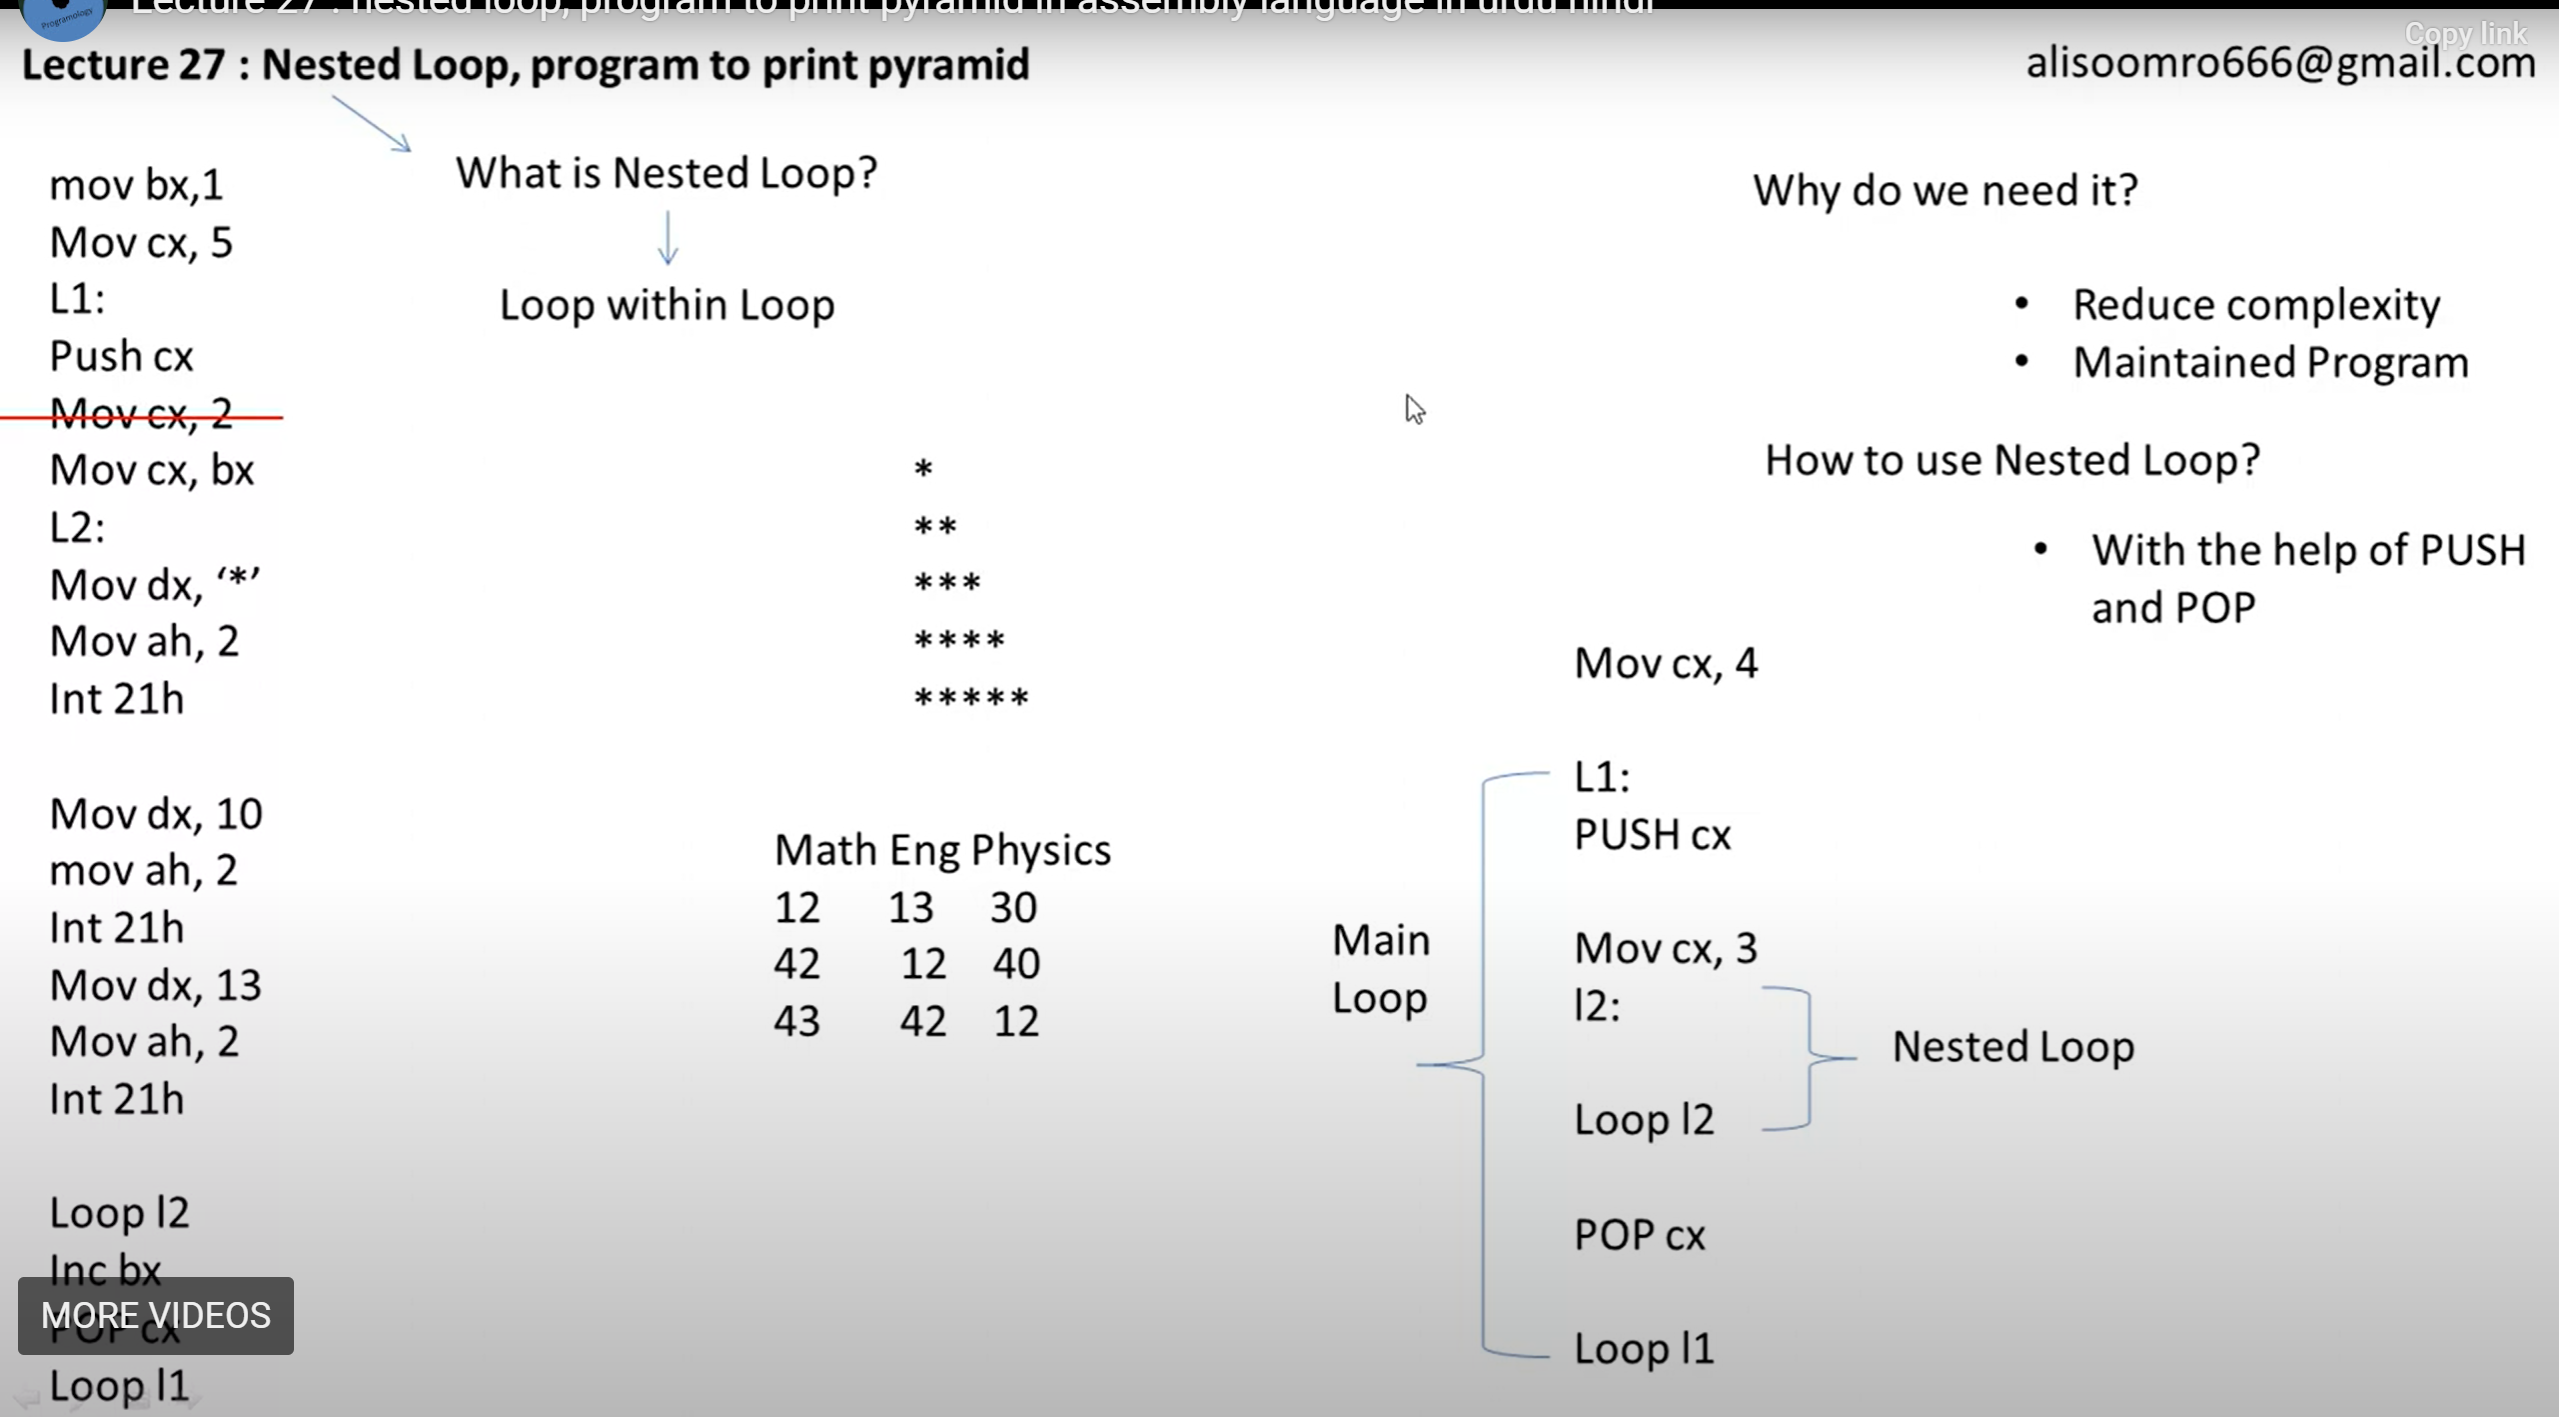 Lecture 27 : nested loop, program to print pyramid in assembly language in urdu hindi
Programology
Copy link
Lecture 27 : Nested Loop, program to print pyramid
alisoomro666@gmail.com
mov bx,1
Mov cx, 5
L1:
Push cx
Mov cx, 2
Mov cx, bx
L2:
Mov dx, ‘*’
Mov ah, 2
Int 21h
Mov dx, 10
mov ah, 2
Int 21h
Mov dx, 13
Mov ah, 2
Int 21h
Loop l2
Inc bx
POP cx
Loop l1
MORE VIDEOS
What is Nested Loop?
Loop within Loop
*
**
***
****
*****
Math Eng Physics
12 13 30
42 12 40
43 42 12
Why do we need it?
• Reduce complexity
• Maintained Program
How to use Nested Loop?
• With the help of PUSH
and POP
Mov cx, 4
L1:
PUSH cx
Mov cx, 3
l2:
Loop l2
POP cx
Loop l1
Main
Loop
Nested Loop